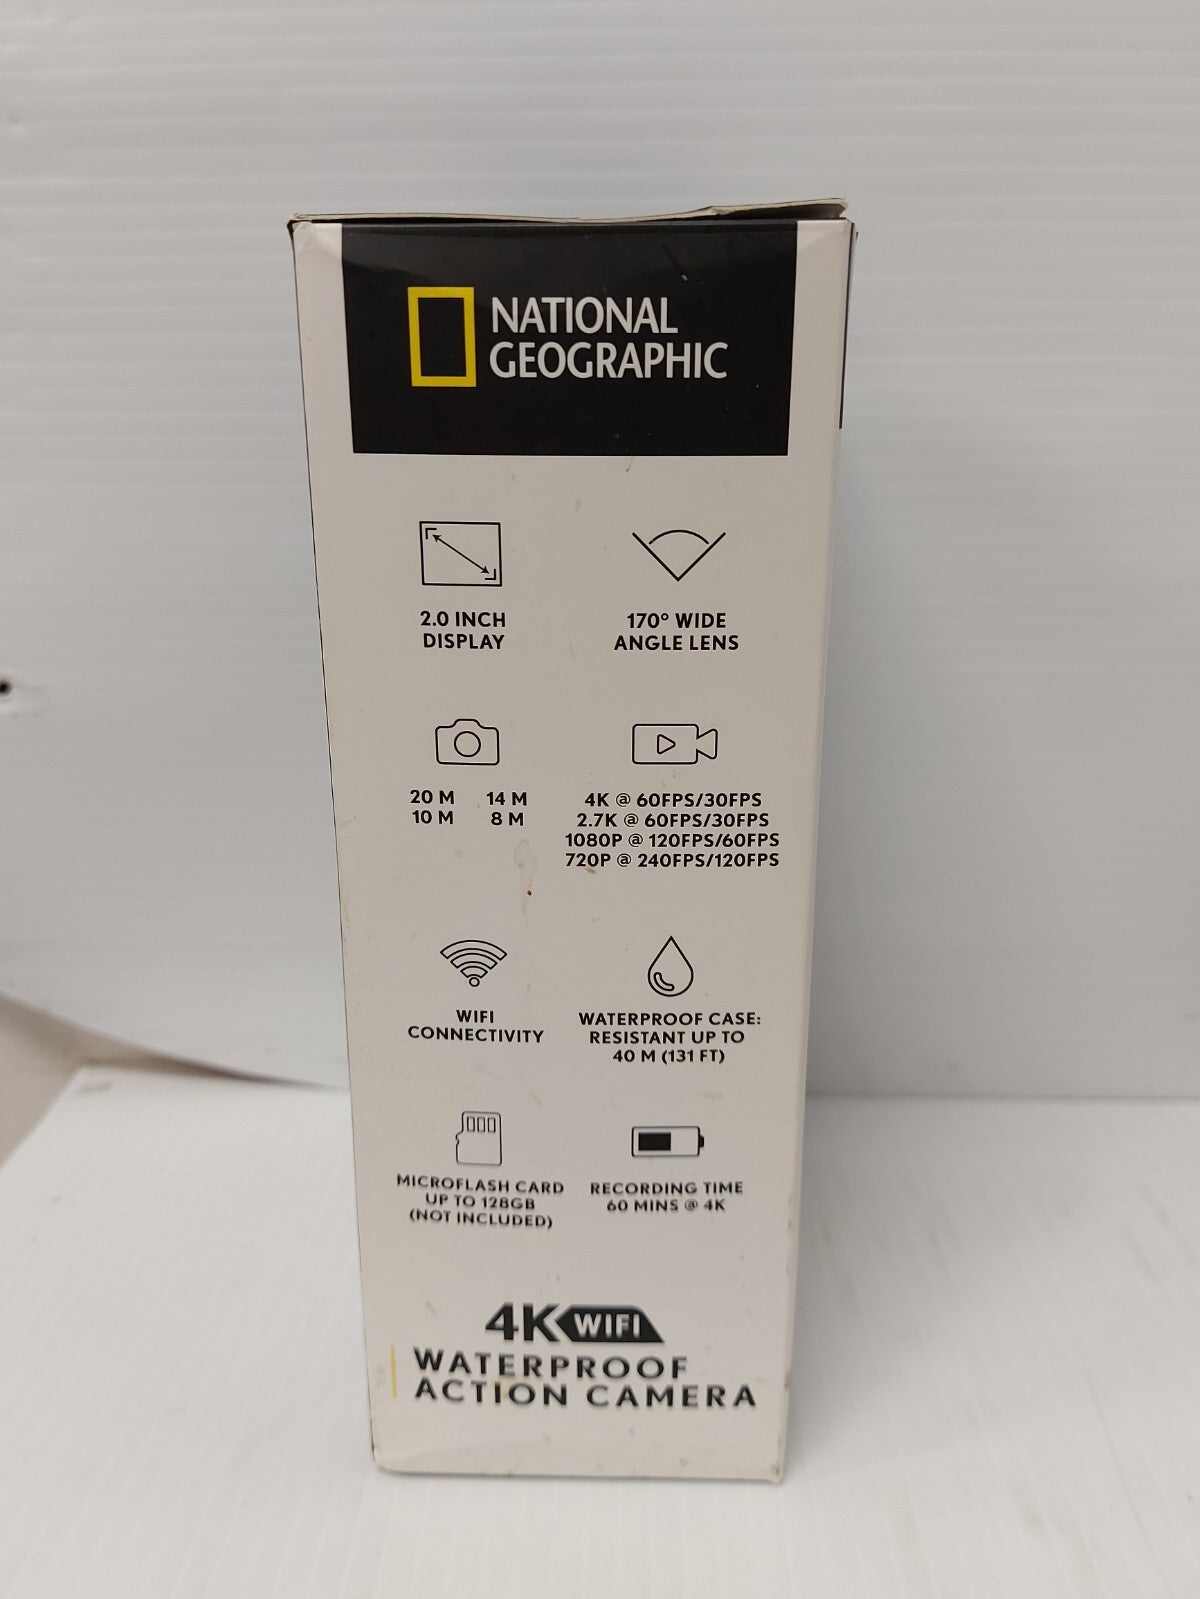 NATIONAL
GEOGRAPHIC
2.0 INCH
DISPLAY
170° WIDE
ANGLE LENS
20 M 14 M
10 M 8 M
4K @ 60FPS/30FPS
2.7K @ 60FPS/30FPS
1080P @ 120FPS/60FPS
720P @ 240FPS/120FPS
WIFI
CONNECTIVITY
WATERPROOF CASE:
RESISTANT UP TO
40 M (131 FT)
MICROFLASH CARD
UP TO 128GB
(NOT INCLUDED)
RECORDING TIME
60 MINS @ 4K
4K WIFI
WATERPROOF
ACTION CAMERA